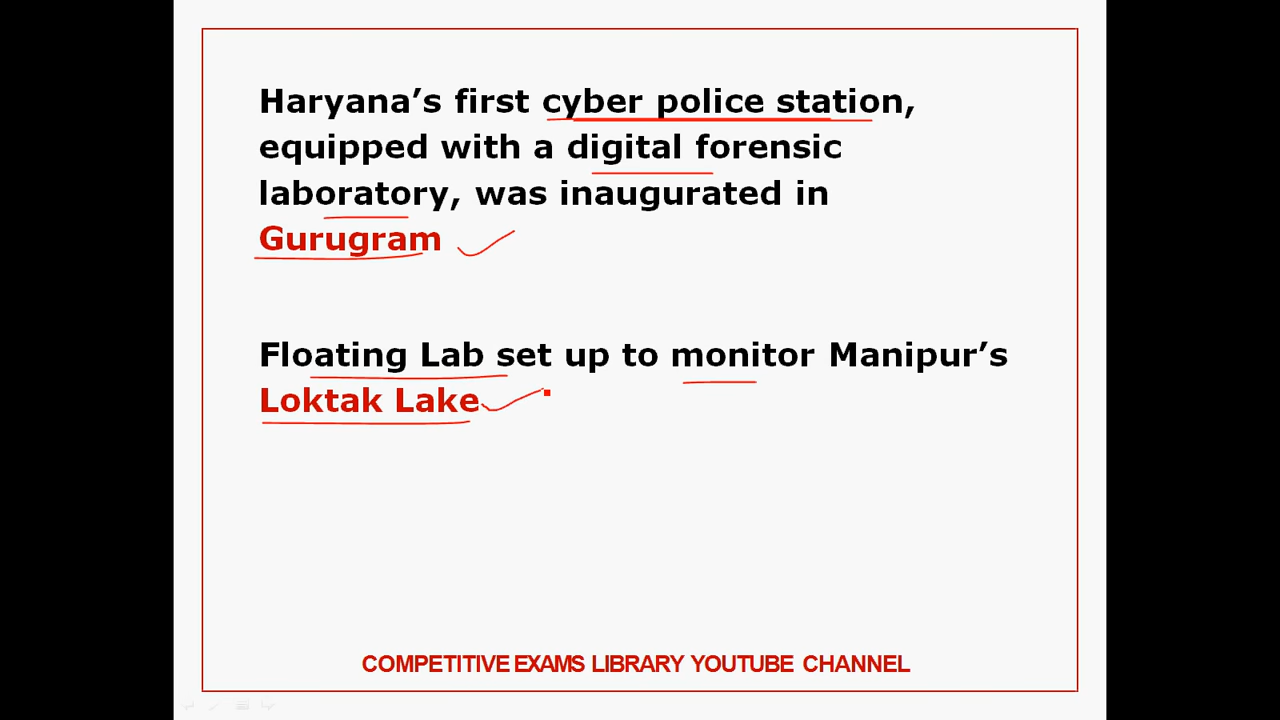 Haryana’s first cyber police station,
equipped with a digital forensic
laboratory, was inaugurated in
Gurugram
Floating Lab set up to monitor Manipur’s
Loktak Lake
COMPETITIVE EXAMS LIBRARY YOUTUBE CHANNEL